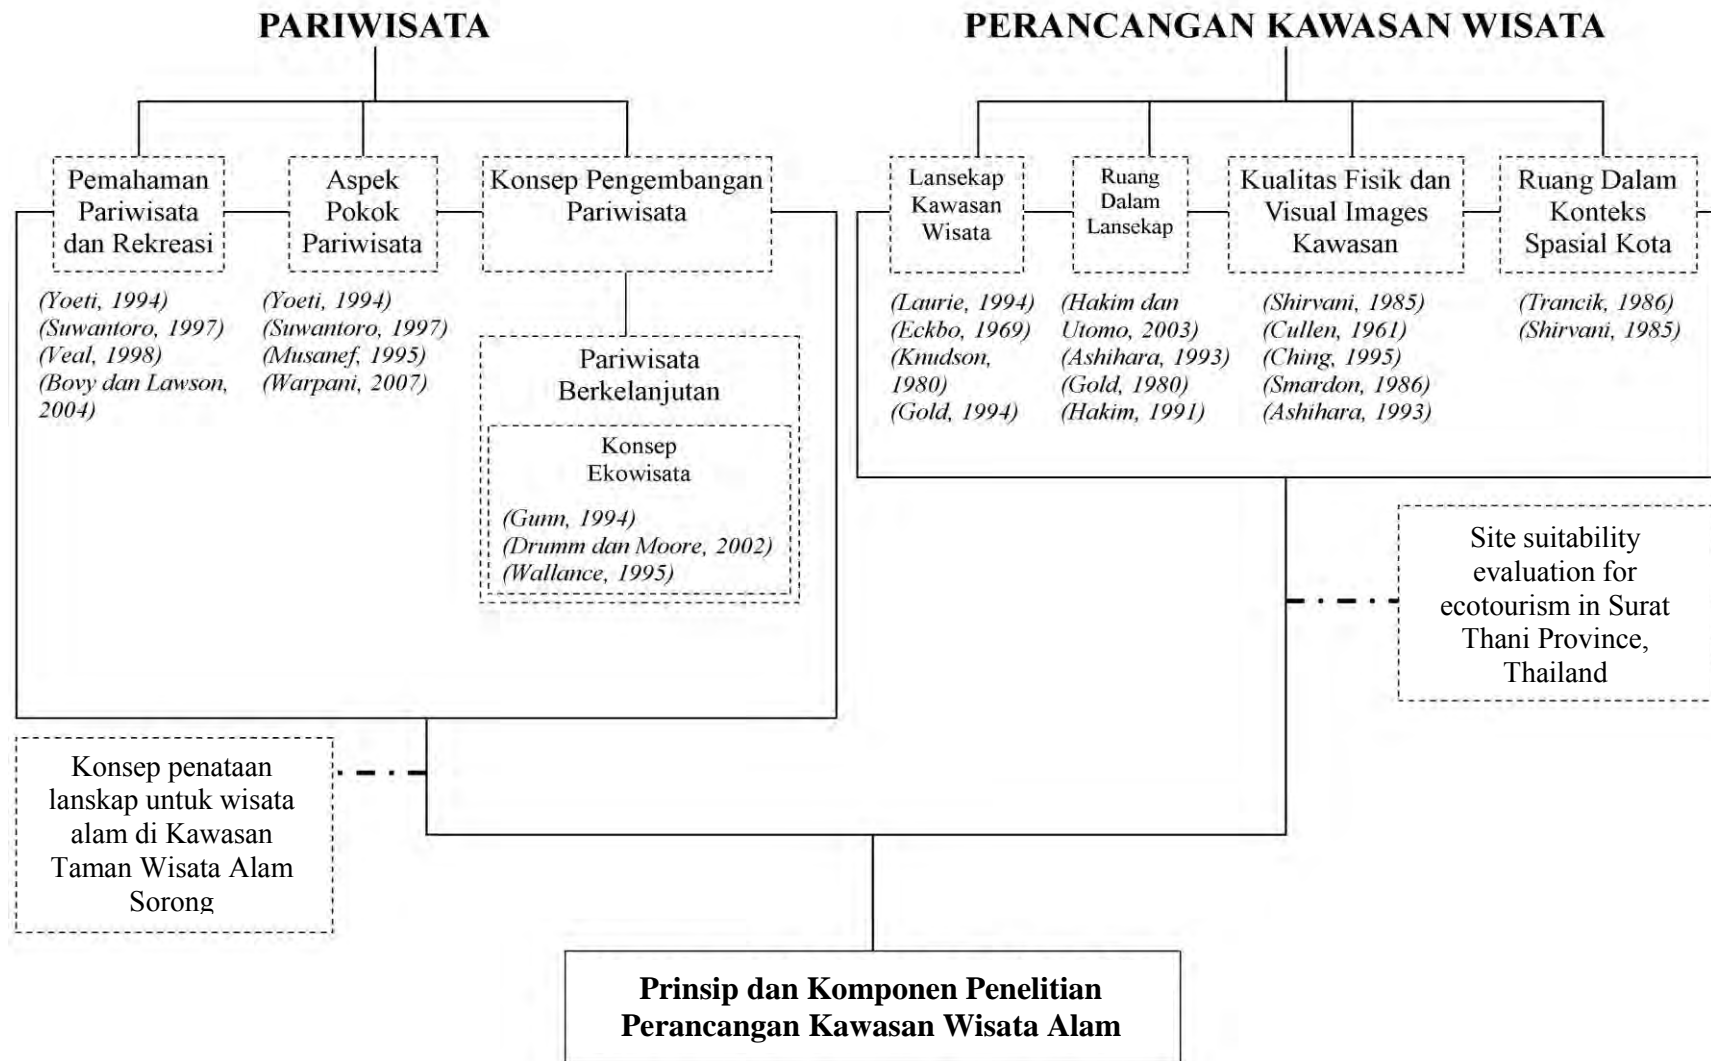 PARIWISATA
Pemahaman
Pariwisata
dan Rekreasi
(Yoeti, 1994)
(Suwantoro, 1997)
(Veal, 1998)
(Bovy dan Lawson,
2004)
Aspek
Pokok
Pariwisata
(Yoeti, 1994)
(Suwantoro, 1997)
(Musanef, 1995)
(Warpani, 2007)
Konsep Pengembangan
Pariwisata
Pariwisata
Berkelanjutan
Konsep
Ekowisata
(Gunn, 1994)
(Drumm dan Moore, 2002)
(Wallance, 1995)
Konsep penataan
lanskap untuk wisata
alam di Kawasan
Taman Wisata Alam
Sorong
PERANCANGAN KAWASAN WISATA
Lansekap
Kawasan
Wisata
(Laurie, 1994)
(Eckbo, 1969)
(Knudson,
1980)
(Gold, 1994)
Ruang
Dalam
Lansekap
(Hakim dan
Utomo, 2003)
(Ashihara, 1993)
(Gold, 1980)
(Hakim, 1991)
Kualitas Fisik dan
Visual Images
Kawasan
(Shirvani, 1985)
(Cullen, 1961)
(Ching, 1995)
(Smardon, 1986)
(Ashihara, 1993)
Ruang Dalam
Konteks
Spasial Kota
(Trancik, 1986)
(Shirvani, 1985)
Site suitability
evaluation for
ecotourism in Surat
Thani Province,
Thailand
Prinsip dan Komponen Penelitian
Perancangan Kawasan Wisata Alam